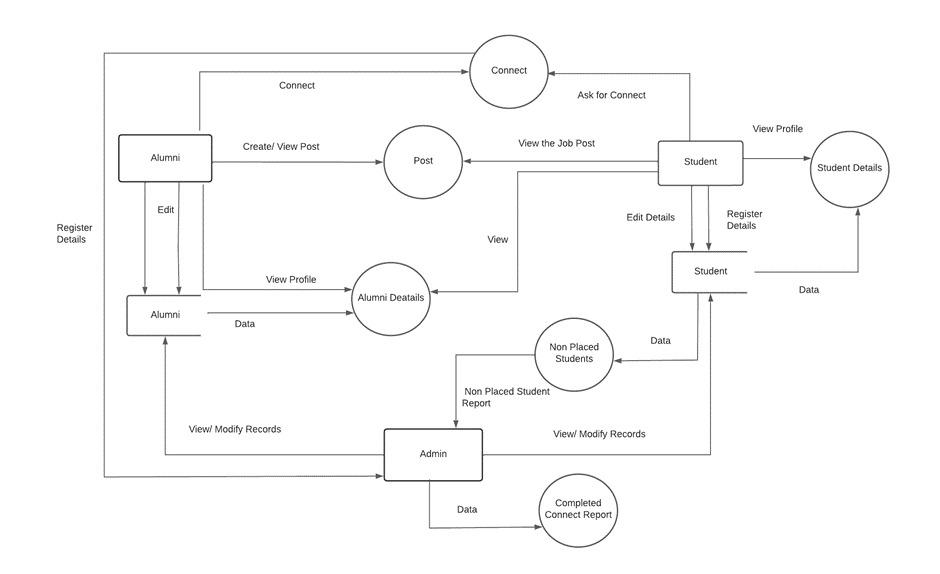 Connect
Connect
Ask for Connect
Create/ View Post
View the Job Post
View Profile
Alumni
Post
Student
Student Details
Edit
Register
Details
Edit Details
Register
Details
View
View Profile
Student
Data
Alumni
Data
Alumni Deatails
Non Placed
Students
Data
Non Placed Student
Report
View/ Modify Records
View/ Modify Records
Admin
Data
Completed
Connect Report